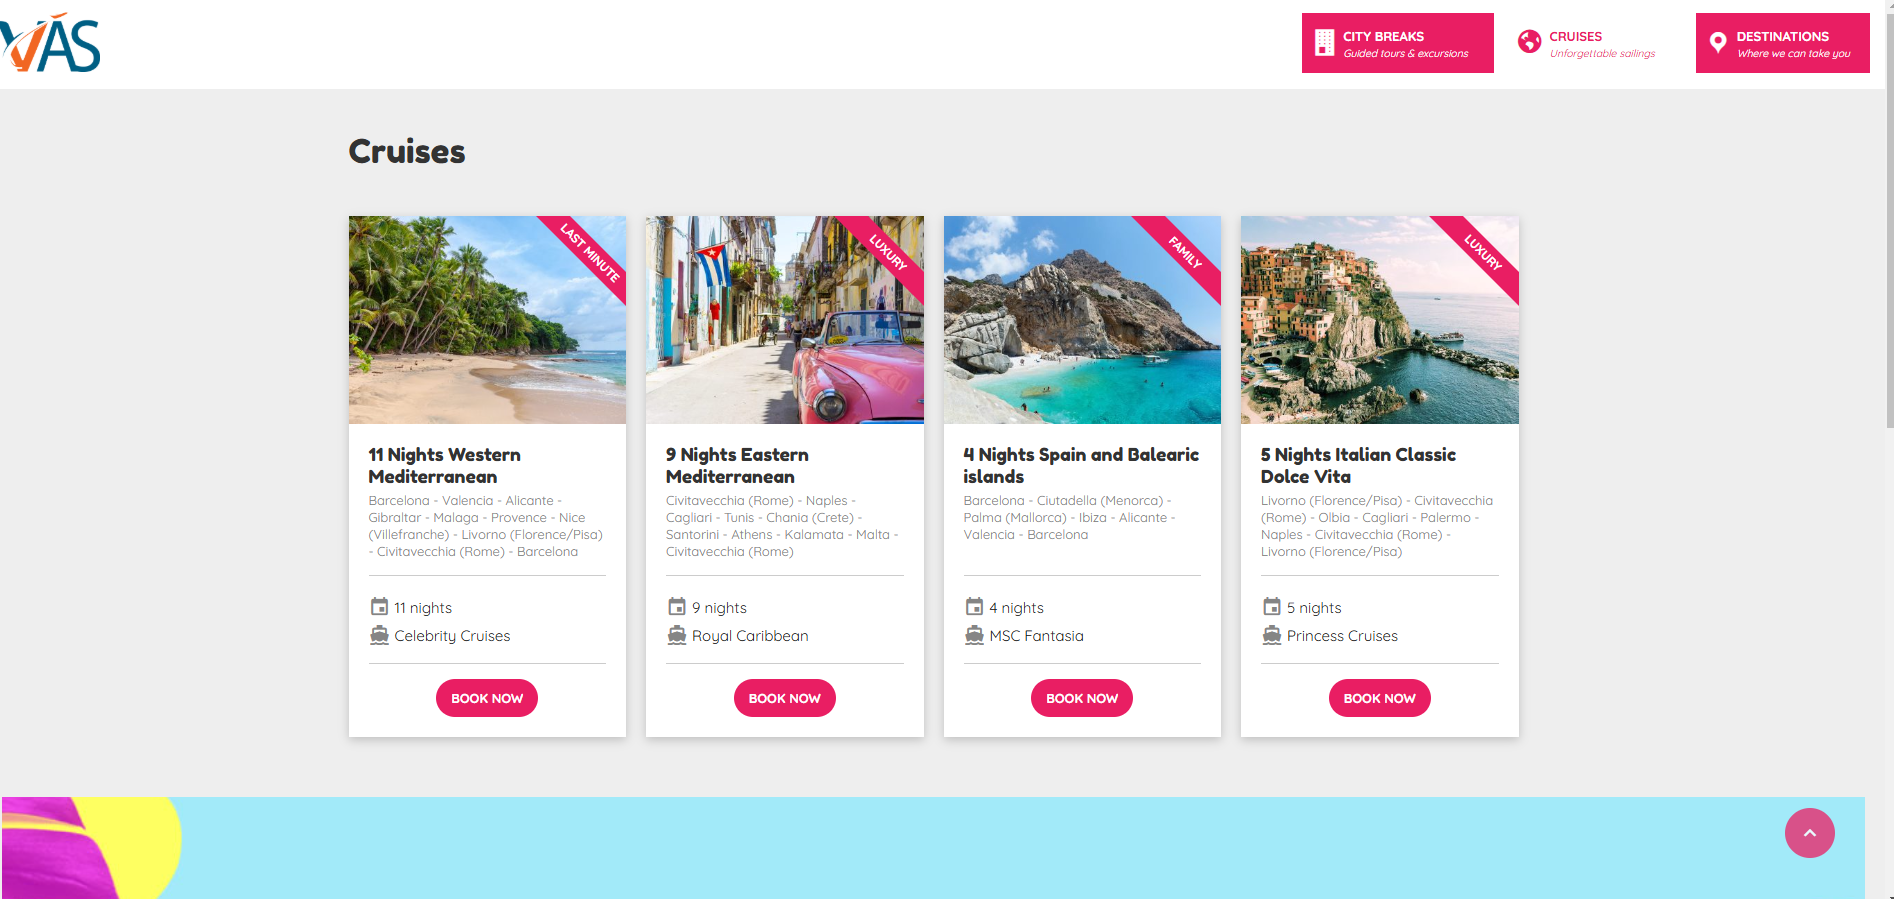 VAS
CITY BREAKS
Guided tours & excursions
CRUISES
Unforgettable sailings
DESTINATIONS
Where we can take you
Cruises
LAST MINUTE
11 Nights Western
Mediterranean
Barcelona - Valencia - Alicante -
Gibraltar - Malaga - Provence - Nice
(Villefranche) - Livorno (Florence/Pisa)
- Civitavecchia (Rome) - Barcelona
11 nights
Celebrity Cruises
BOOK NOW
LUXURY
9 Nights Eastern
Mediterranean
Civitavecchia (Rome) - Naples -
Cagliari - Tunis - Chania (Crete) -
Santorini - Athens - Kalamata - Malta -
Civitavecchia (Rome)
9 nights
Royal Caribbean
BOOK NOW
FAMILY
4 Nights Spain and Balearic
islands
Barcelona - Ciutadella (Menorca) -
Palma (Mallorca) - Ibiza - Alicante -
Valencia - Barcelona
4 nights
MSC Fantasia
BOOK NOW
LUXURY
5 Nights Italian Classic
Dolce Vita
Livorno (Florence/Pisa) - Civitavecchia
(Rome) - Olbia - Cagliari - Palermo -
Naples - Civitavecchia (Rome) -
Livorno (Florence/Pisa)
5 nights
Princess Cruises
BOOK NOW